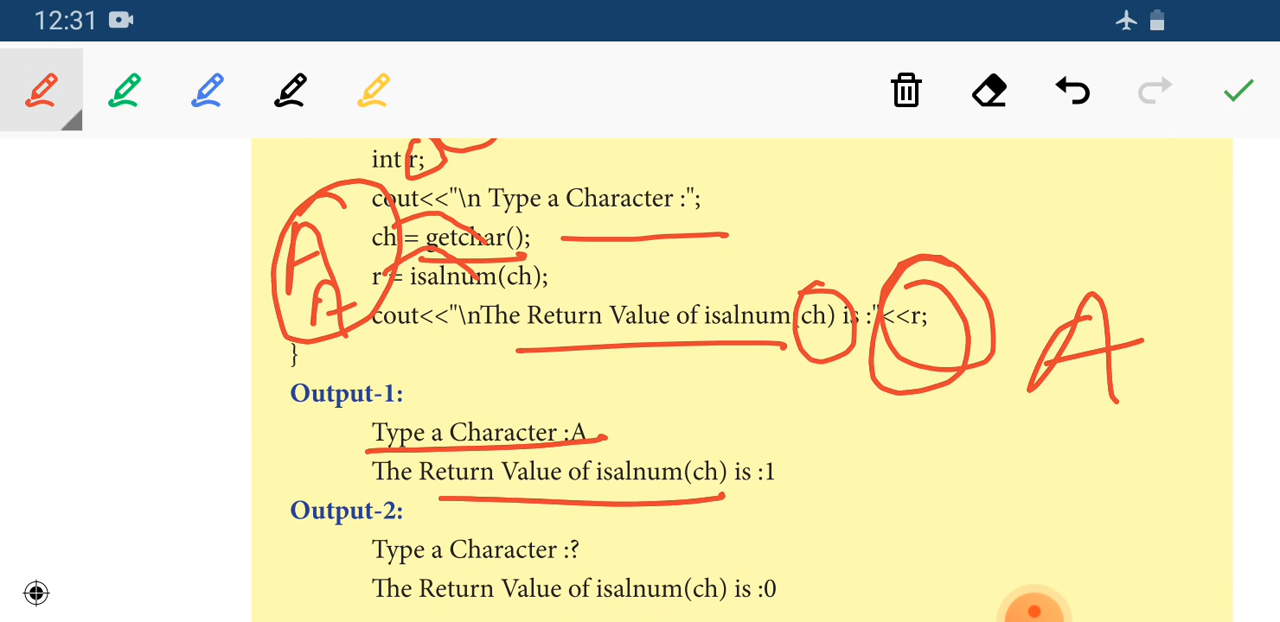 12:31
int r;
cout<<"\n Type a Character :";
ch = getchar();
r = isalnum(ch);
cout<<"\nThe Return Value of isalnum(ch) is :"<<r;
}
A
A
A
Output-1:
Type a Character :A
The Return Value of isalnum(ch) is :1
Output-2:
Type a Character :?
The Return Value of isalnum(ch) is :0